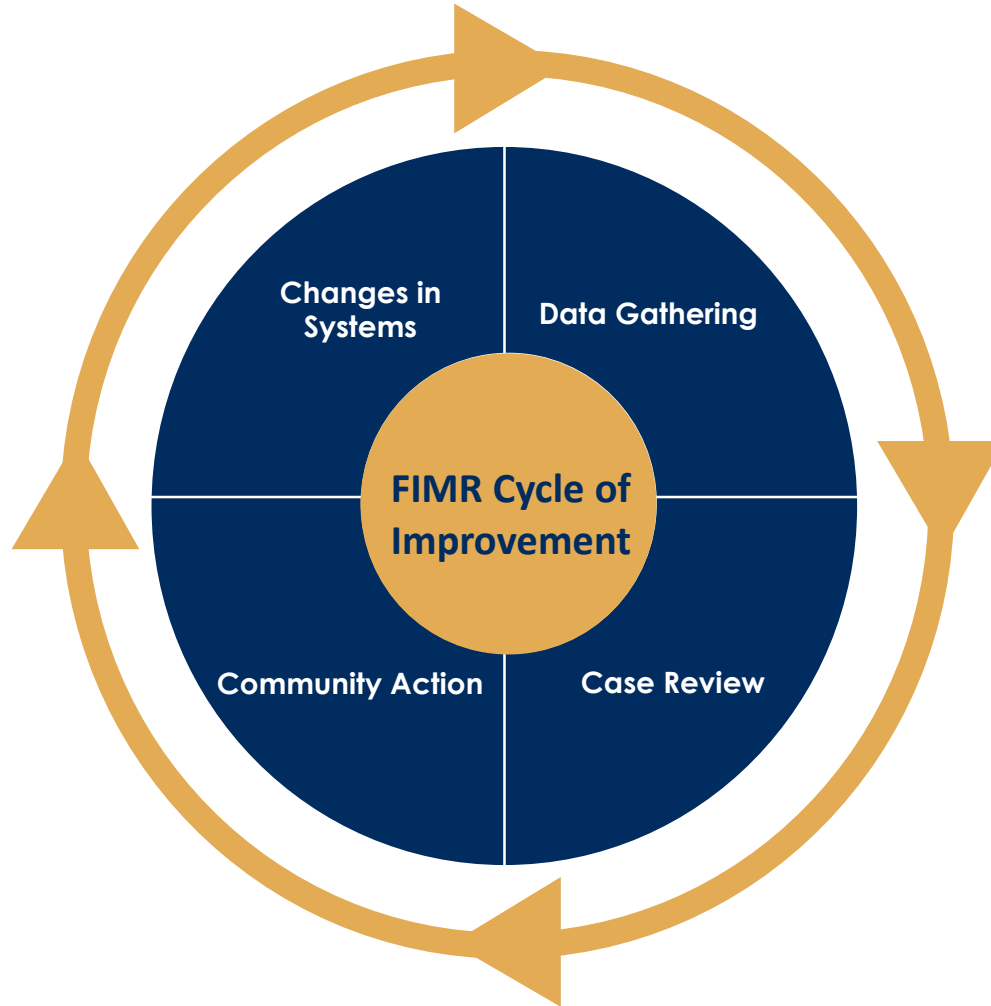 Changes in
Systems
Data Gathering
FIMR Cycle of
Improvement
Community Action
Case Review